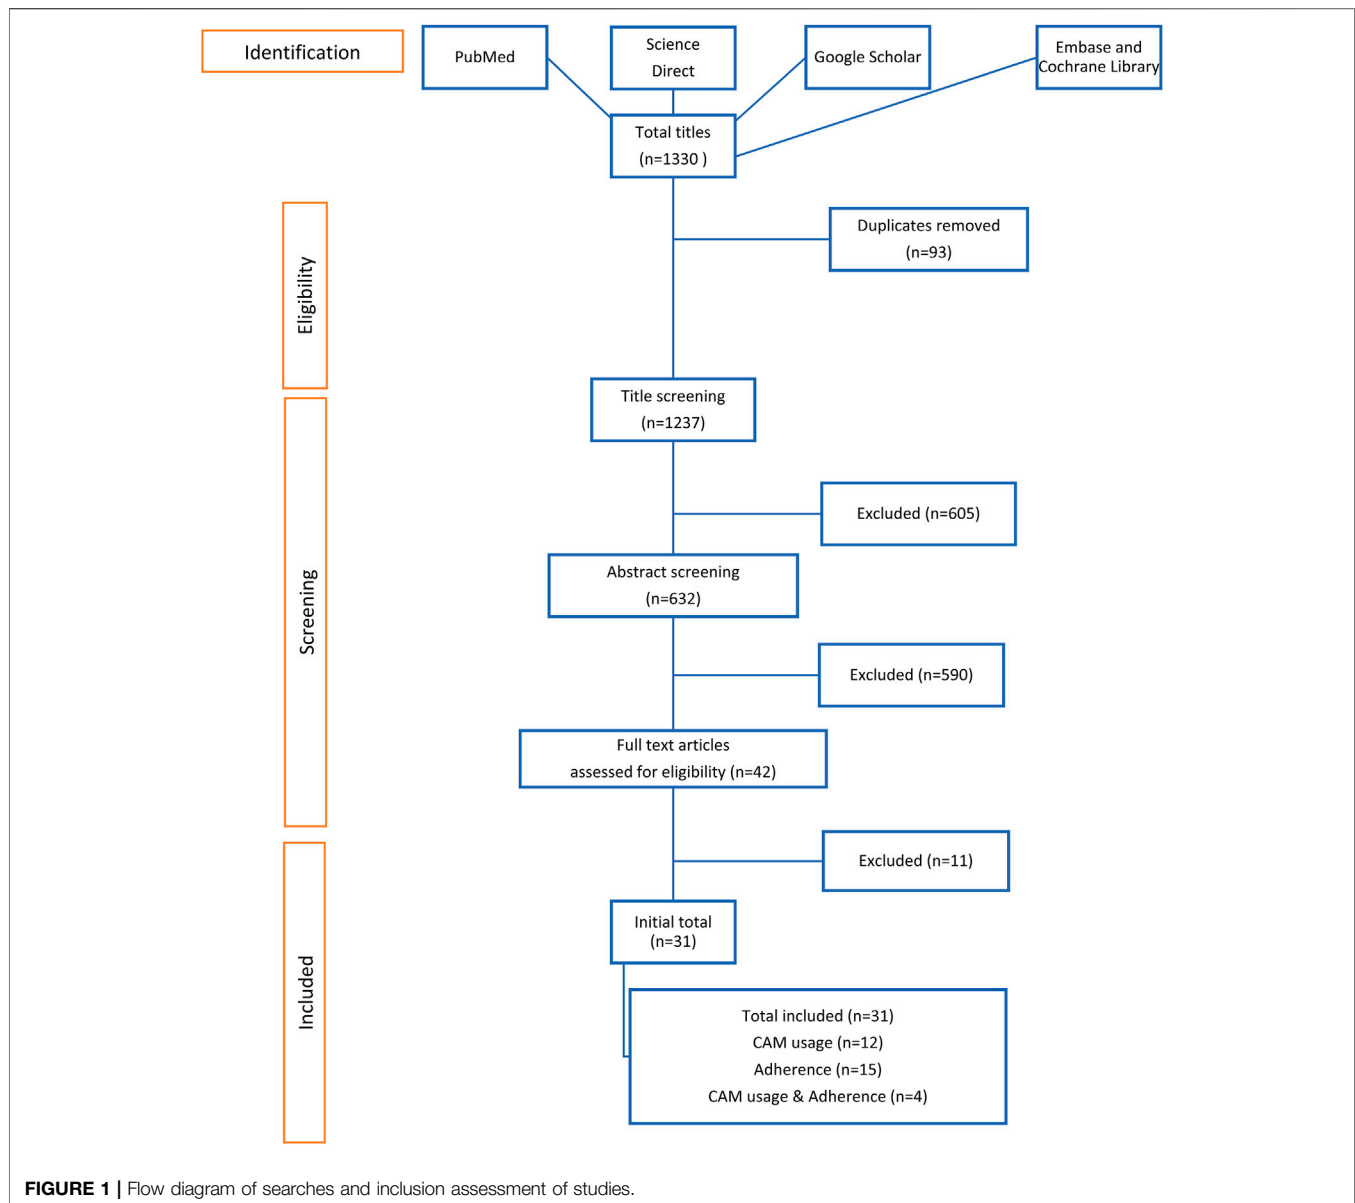 Identification
PubMed
Science
Direct
Google Scholar
Embase and
Cochrane Library
Total titles
(n=1330 )
Eligibility
Duplicates removed
(n=93)
Title screening
(n=1237)
Screening
Excluded (n=605)
Abstract screening
(n=632)
Excluded (n=590)
Full text articles
assessed for eligibility (n=42)
Excluded (n=11)
Included
Initial total
(n=31)
Total included (n=31)
CAM usage (n=12)
Adherence (n=15)
CAM usage & Adherence (n=4)
FIGURE 1 | Flow diagram of searches and inclusion assessment of studies.